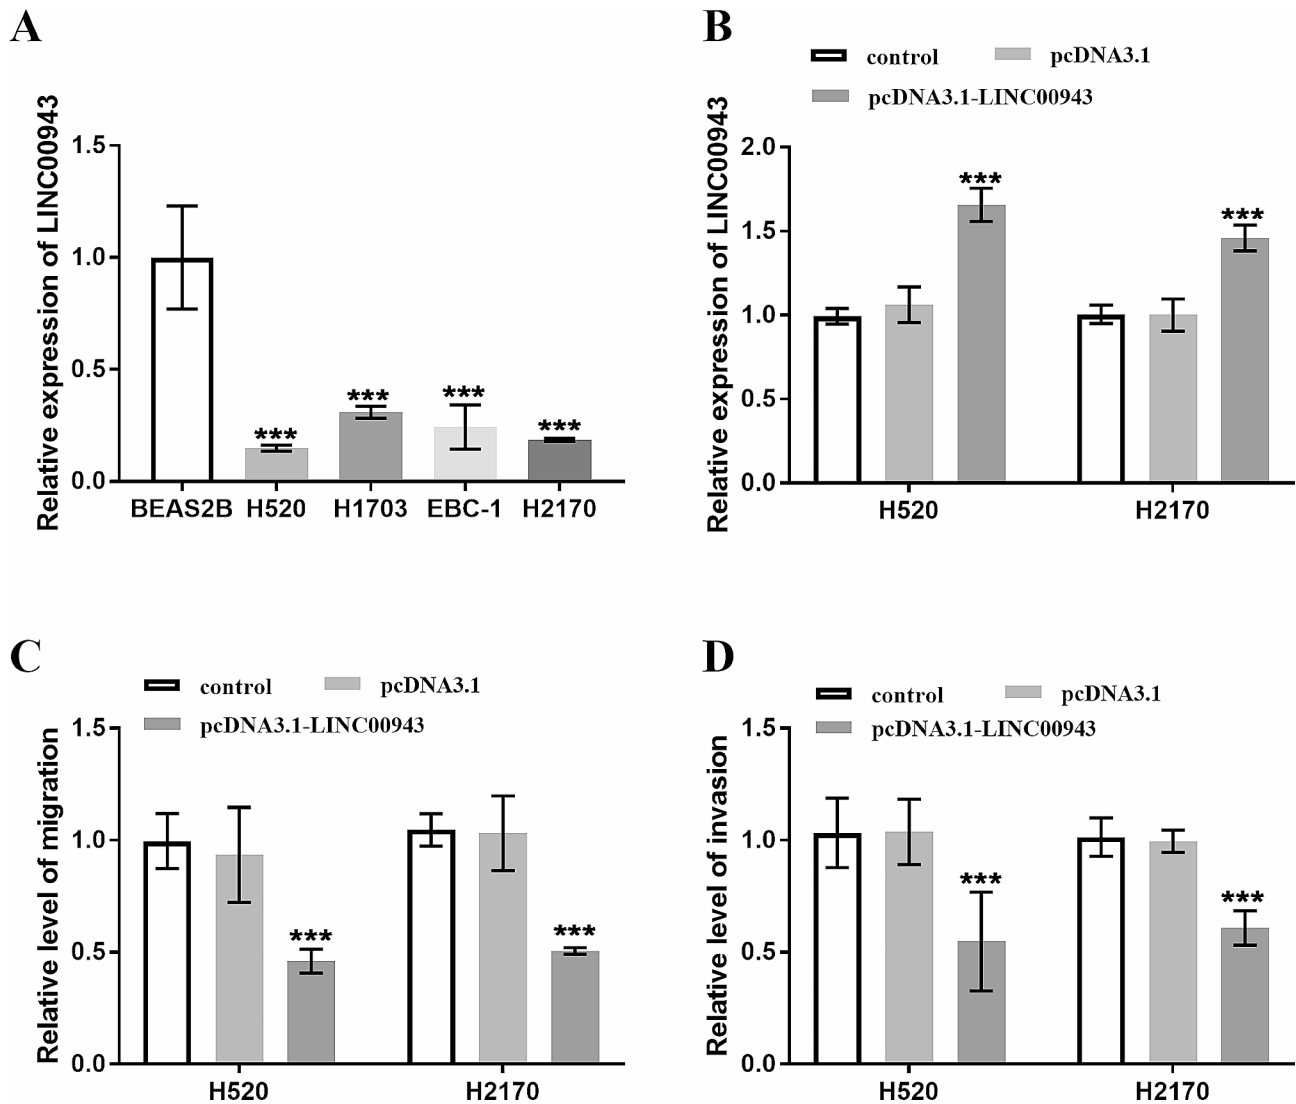 A
Relative expression of LINC00943
1.5
1.0
0.5
0.0
***
***
***
***
BEAS2B H520 H1703 EBC-1 H2170
B
control pcDNA3.1
pcDNA3.1-LINC00943
Relative expression of LINC00943
2.0
1.5
1.0
0.5
0.0
***
***
H520 H2170
C
control pcDNA3.1
pcDNA3.1-LINC00943
Relative level of migration
1.5
1.0
0.5
0.0
***
***
H520 H2170
D
control pcDNA3.1
pcDNA3.1-LINC00943
Relative level of invasion
1.5
1.0
0.5
0.0
***
***
H520 H2170